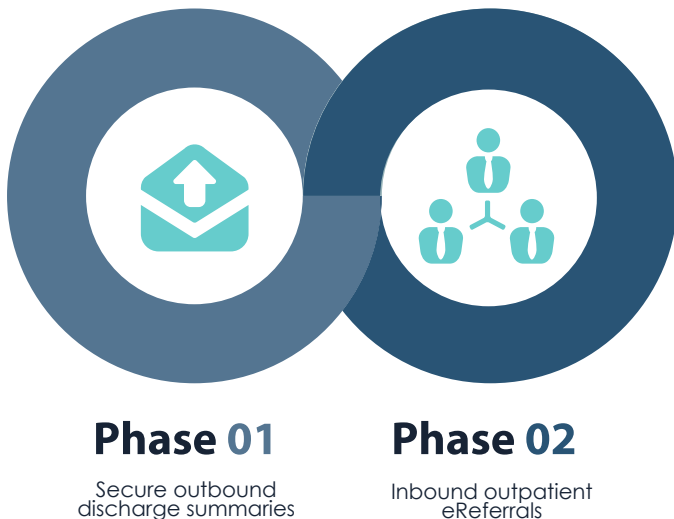 Phase 01
Secure outbound
discharge summaries
Phase 02
Inbound outpatient
eReferrals